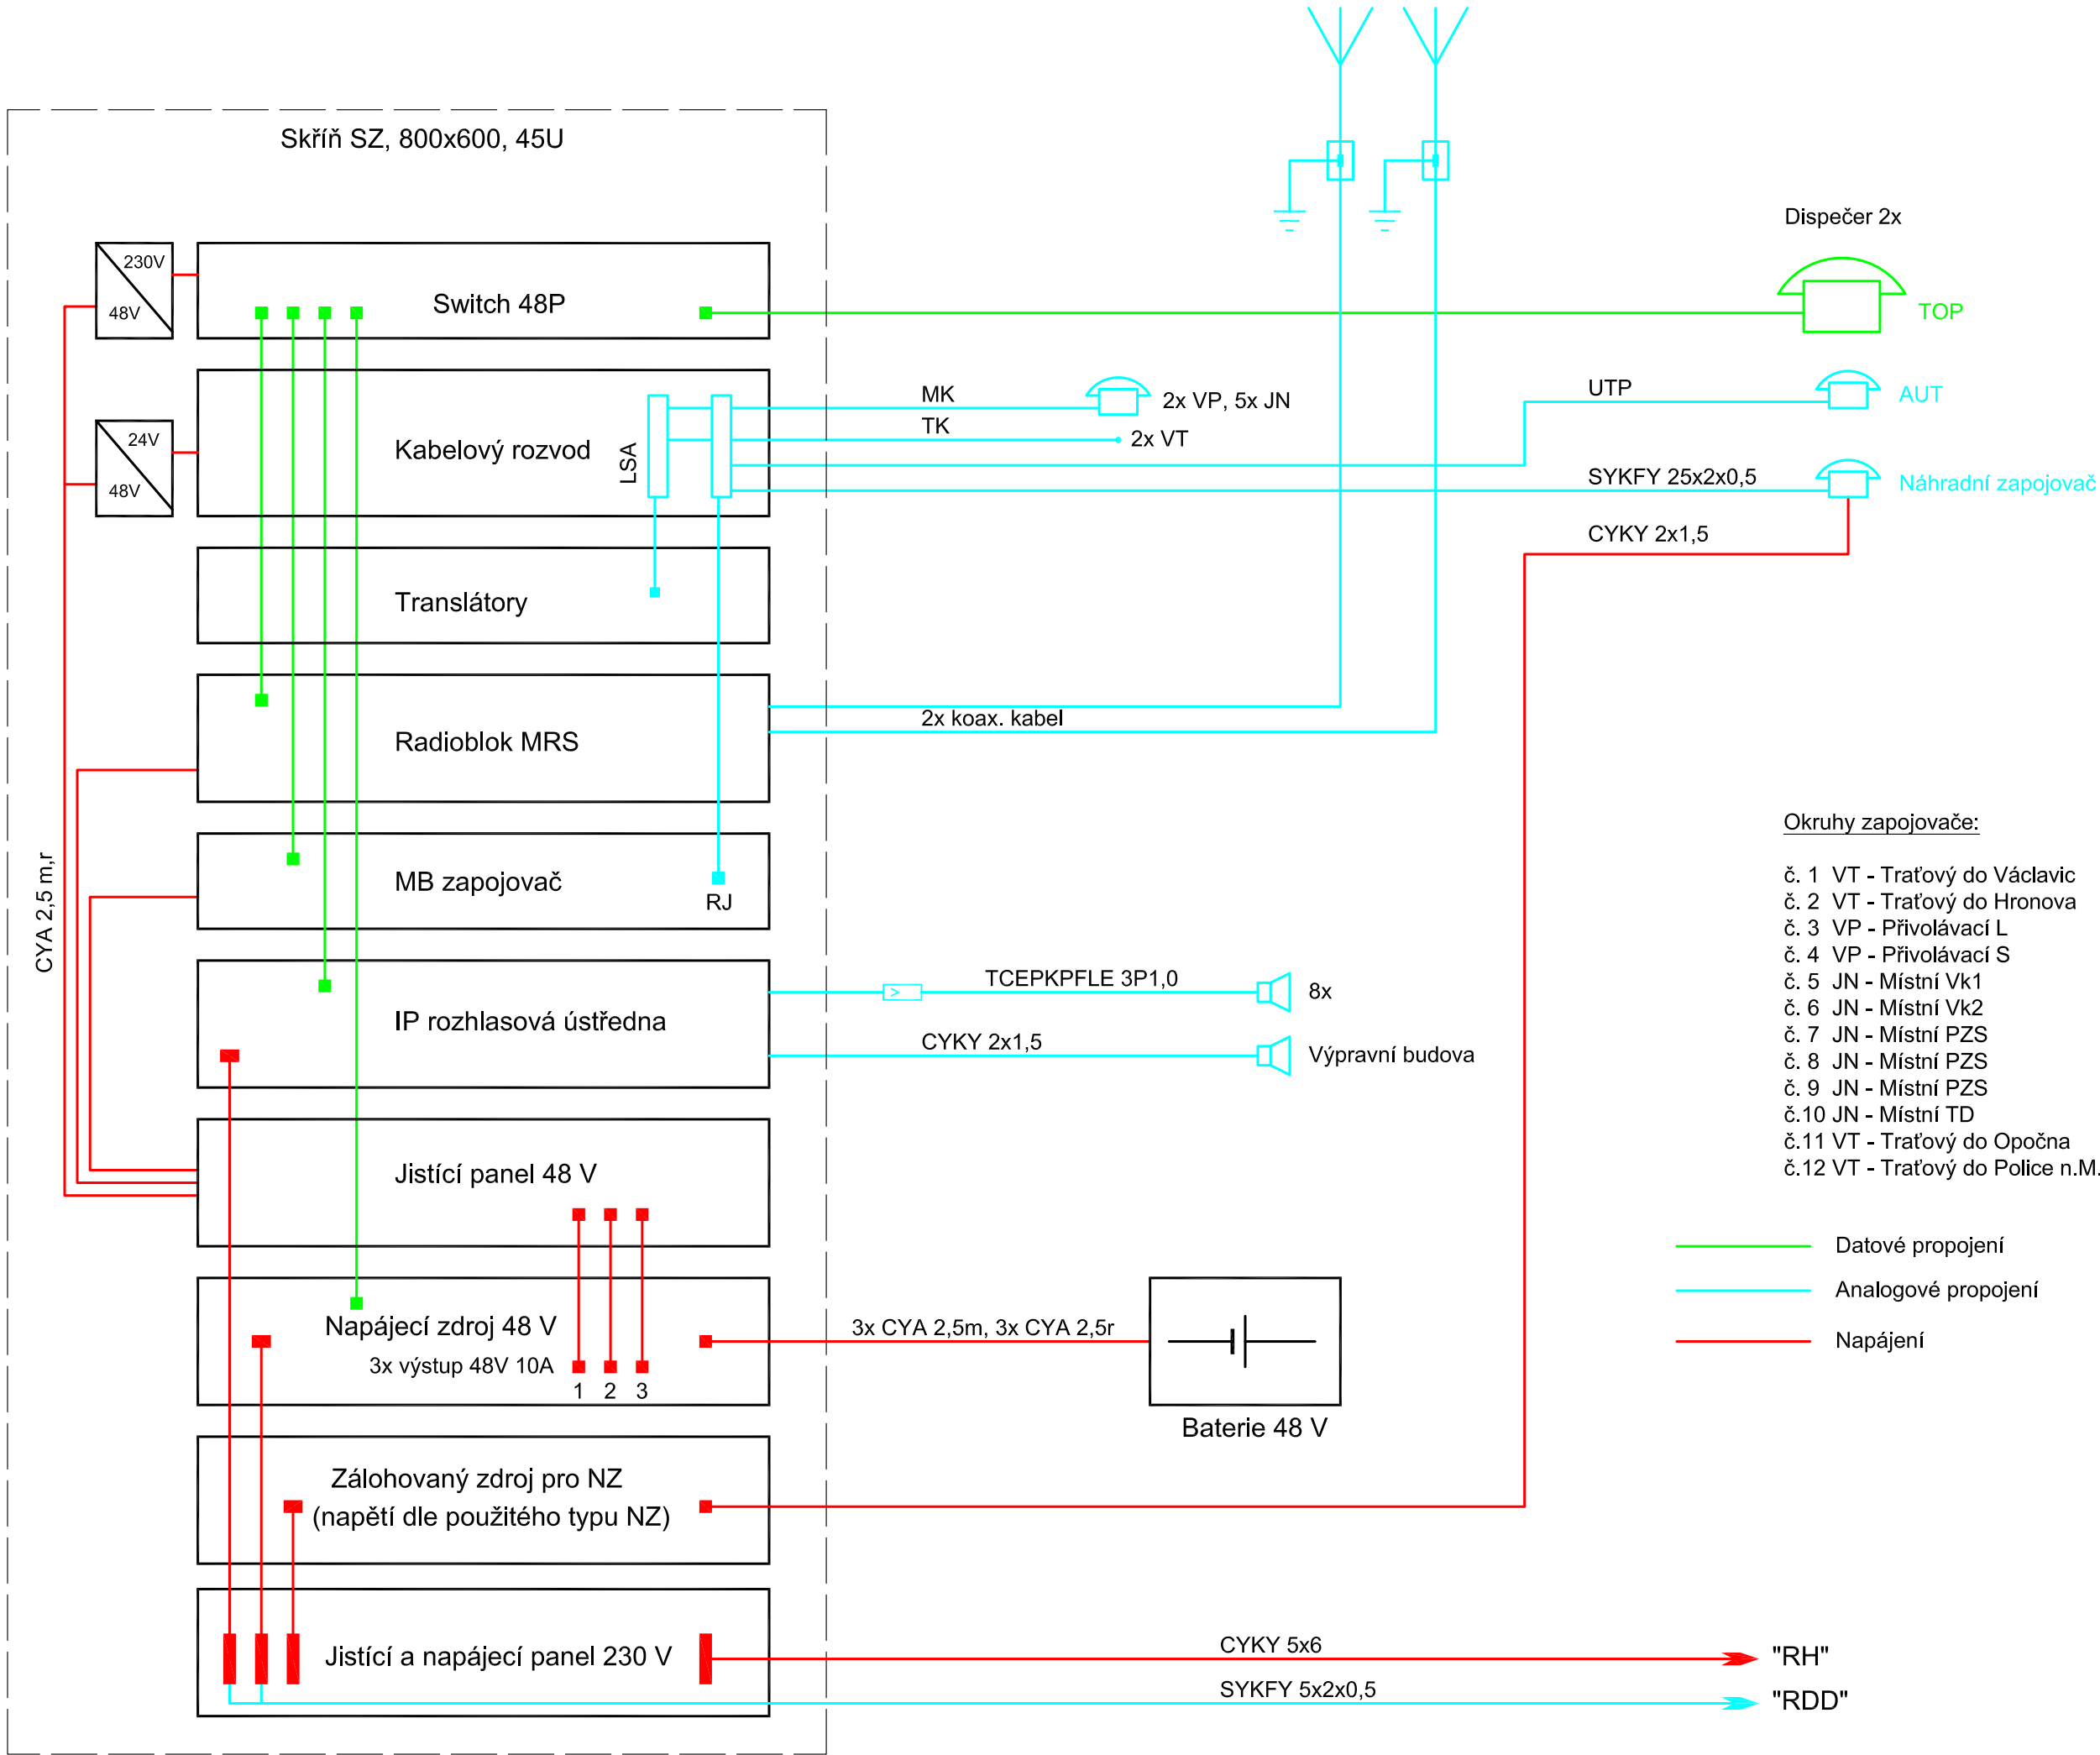 Skříň SZ, 800x600, 45U
Dispečer 2x
230V
48V
Switch 48P
TOP
24V
48V
Kabelový rozvod
LSA
MK
2x VP, 5x JN
TK
2x VT
UTP
AUT
SYKFY 25x2x0,5
Náhradní zapojovač
CYKY 2x1,5
Translátory
Radioblok MRS
2x koax. kabel
CYA 2,5 m,r
MB zapojovač
RJ
IP rozhlasová ústředna
TCEPKPFLE 3P1,0
8x
CYKY 2x1,5
Výpravní budova
Okruhy zapojovače:
č. 1 VT - Traťový do Václavic
č. 2 VT - Traťový do Hronova
č. 3 VP - Přivolávací L
č. 4 VP - Přivolávací S
č. 5 JN - Místní Vk1
č. 6 JN - Místní Vk2
č. 7 JN - Místní PZS
č. 8 JN - Místní PZS
č. 9 JN - Místní PZS
č.10 JN - Místní TD
č.11 VT - Traťový do Opočna
č.12 VT - Traťový do Police n.M.
Jistící panel 48 V
Datové propojení
Analogové propojení
Napájení
Napájecí zdroj 48 V
3x výstup 48V 10A
1 2 3
3x CYA 2,5m, 3x CYA 2,5r
Baterie 48 V
Zálohovaný zdroj pro NZ
(napětí dle použitého typu NZ)
Jistící a napájecí panel 230 V
CYKY 5x6
"RH"
SYKFY 5x2x0,5
"RDD"